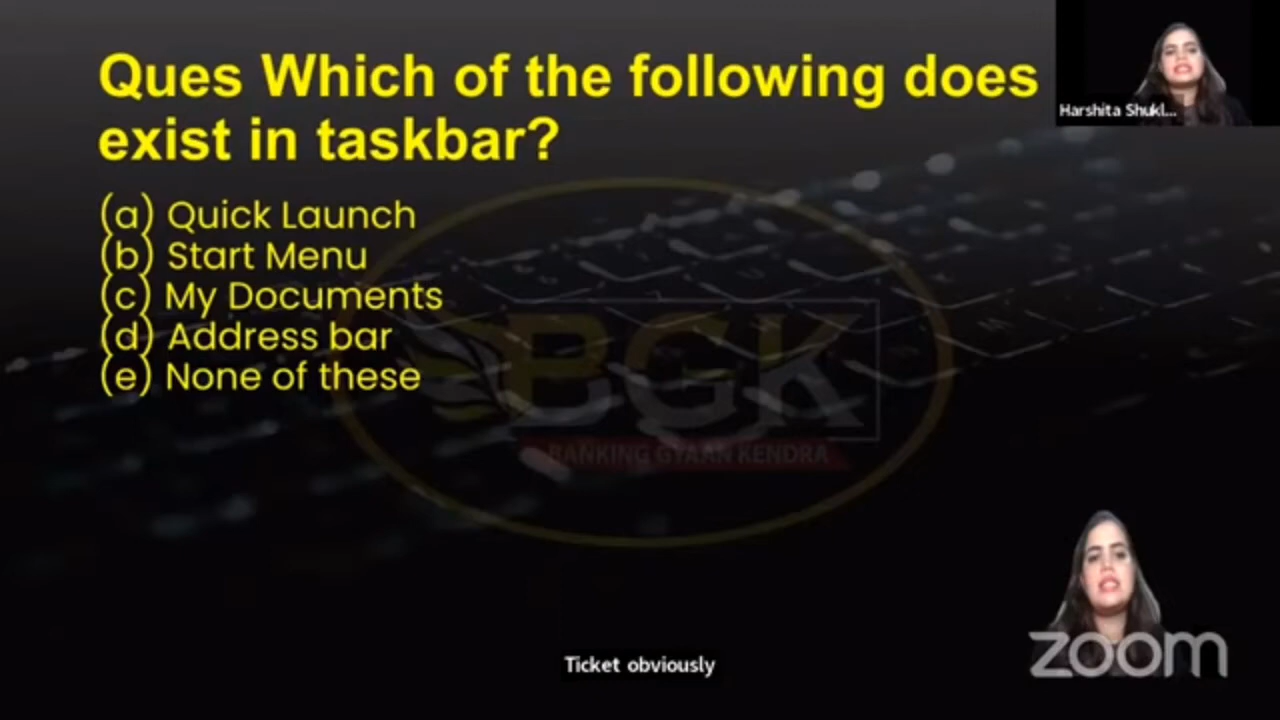 Ques Which of the following does
exist in taskbar?
Harshita Shukl...
(a) Quick Launch
(b) Start Menu
(c) My Documents
(d) Address bar
(e) None of these
BGK
BANKING GYAAN KENDRA
Ticket obviously
zoom